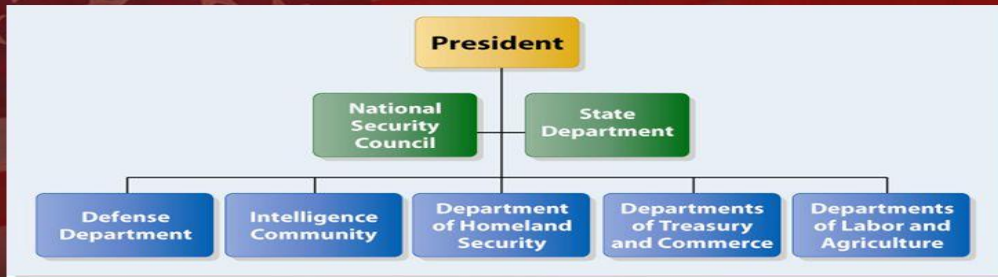 President
National
Security
Council
State
Department
Defense
Department
Intelligence
Community
Department
of Homeland
Security
Departments
of Treasury
and Commerce
Departments
of Labor and
Agriculture